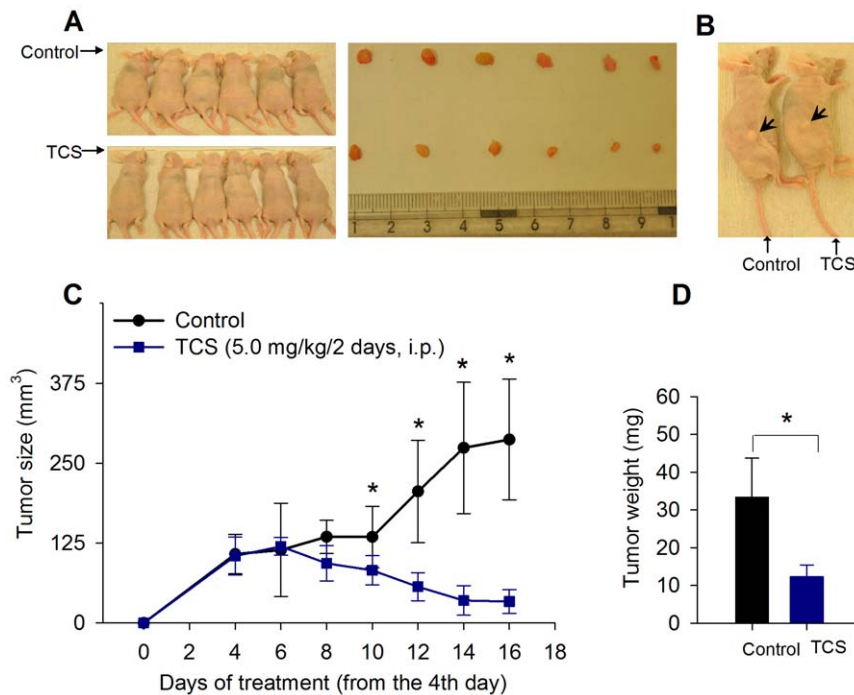 A
B
Control
TCS
1 2 3 4 5 6 7 8 9 1
Control TCS
C
Control
TCS (5.0 mg/kg/2 days, i.p.)
Tumor size (mm³)
375
250
125
0
* * * *
0 2 4 6 8 10 12 14 16 18
Days of treatment (from the 4th day)
D
Tumor weight (mg)
60
50
40
30
20
10
0
*
Control TCS